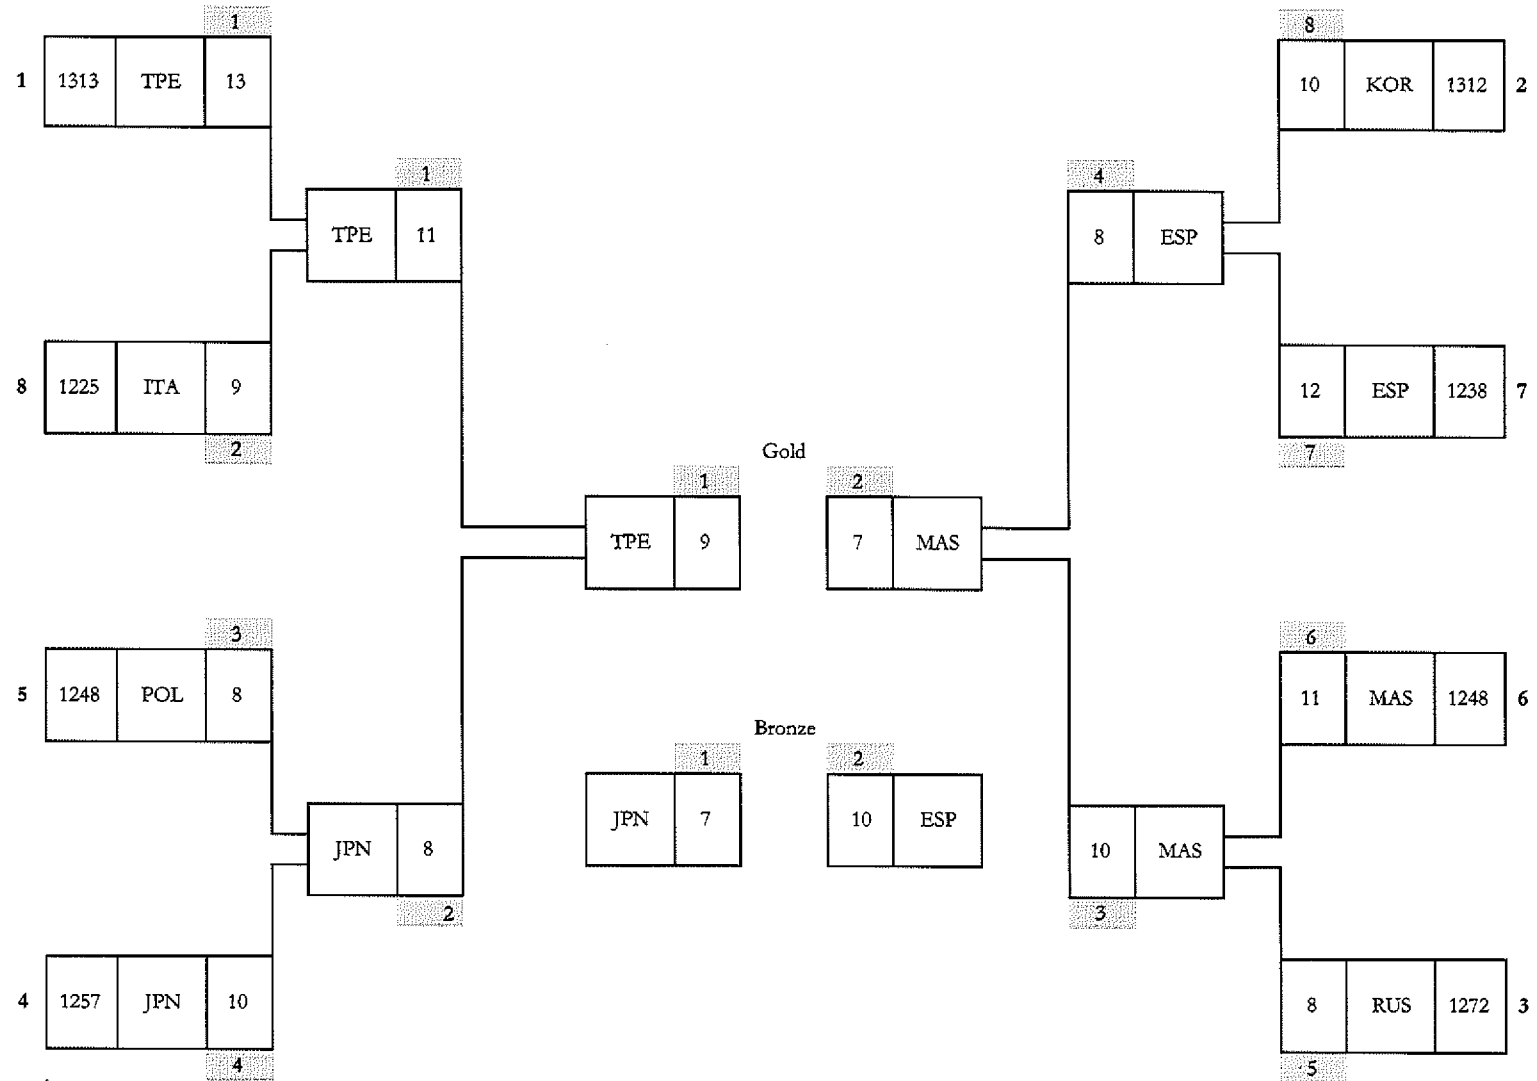 1
8
1 1313 TPE 13
10 KOR 1312 2
1
4
TPE 11
8 ESP
8 1225 ITA 9
2
12 ESP 1238 7
7
Gold
1
2
TPE 9
7 MAS
3
6
5 1248 POL 8
11 MAS 1248 6
Bronze
1
2
JPN 7
10 ESP
JPN 8
2
10 MAS
3
4 1257 JPN 10
4
8 RUS 1272 3
5